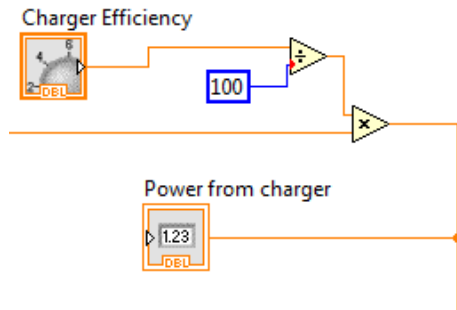 Charger Efficiency
4 6
2
DBL
÷
100
×
Power from charger
1.23
DBL